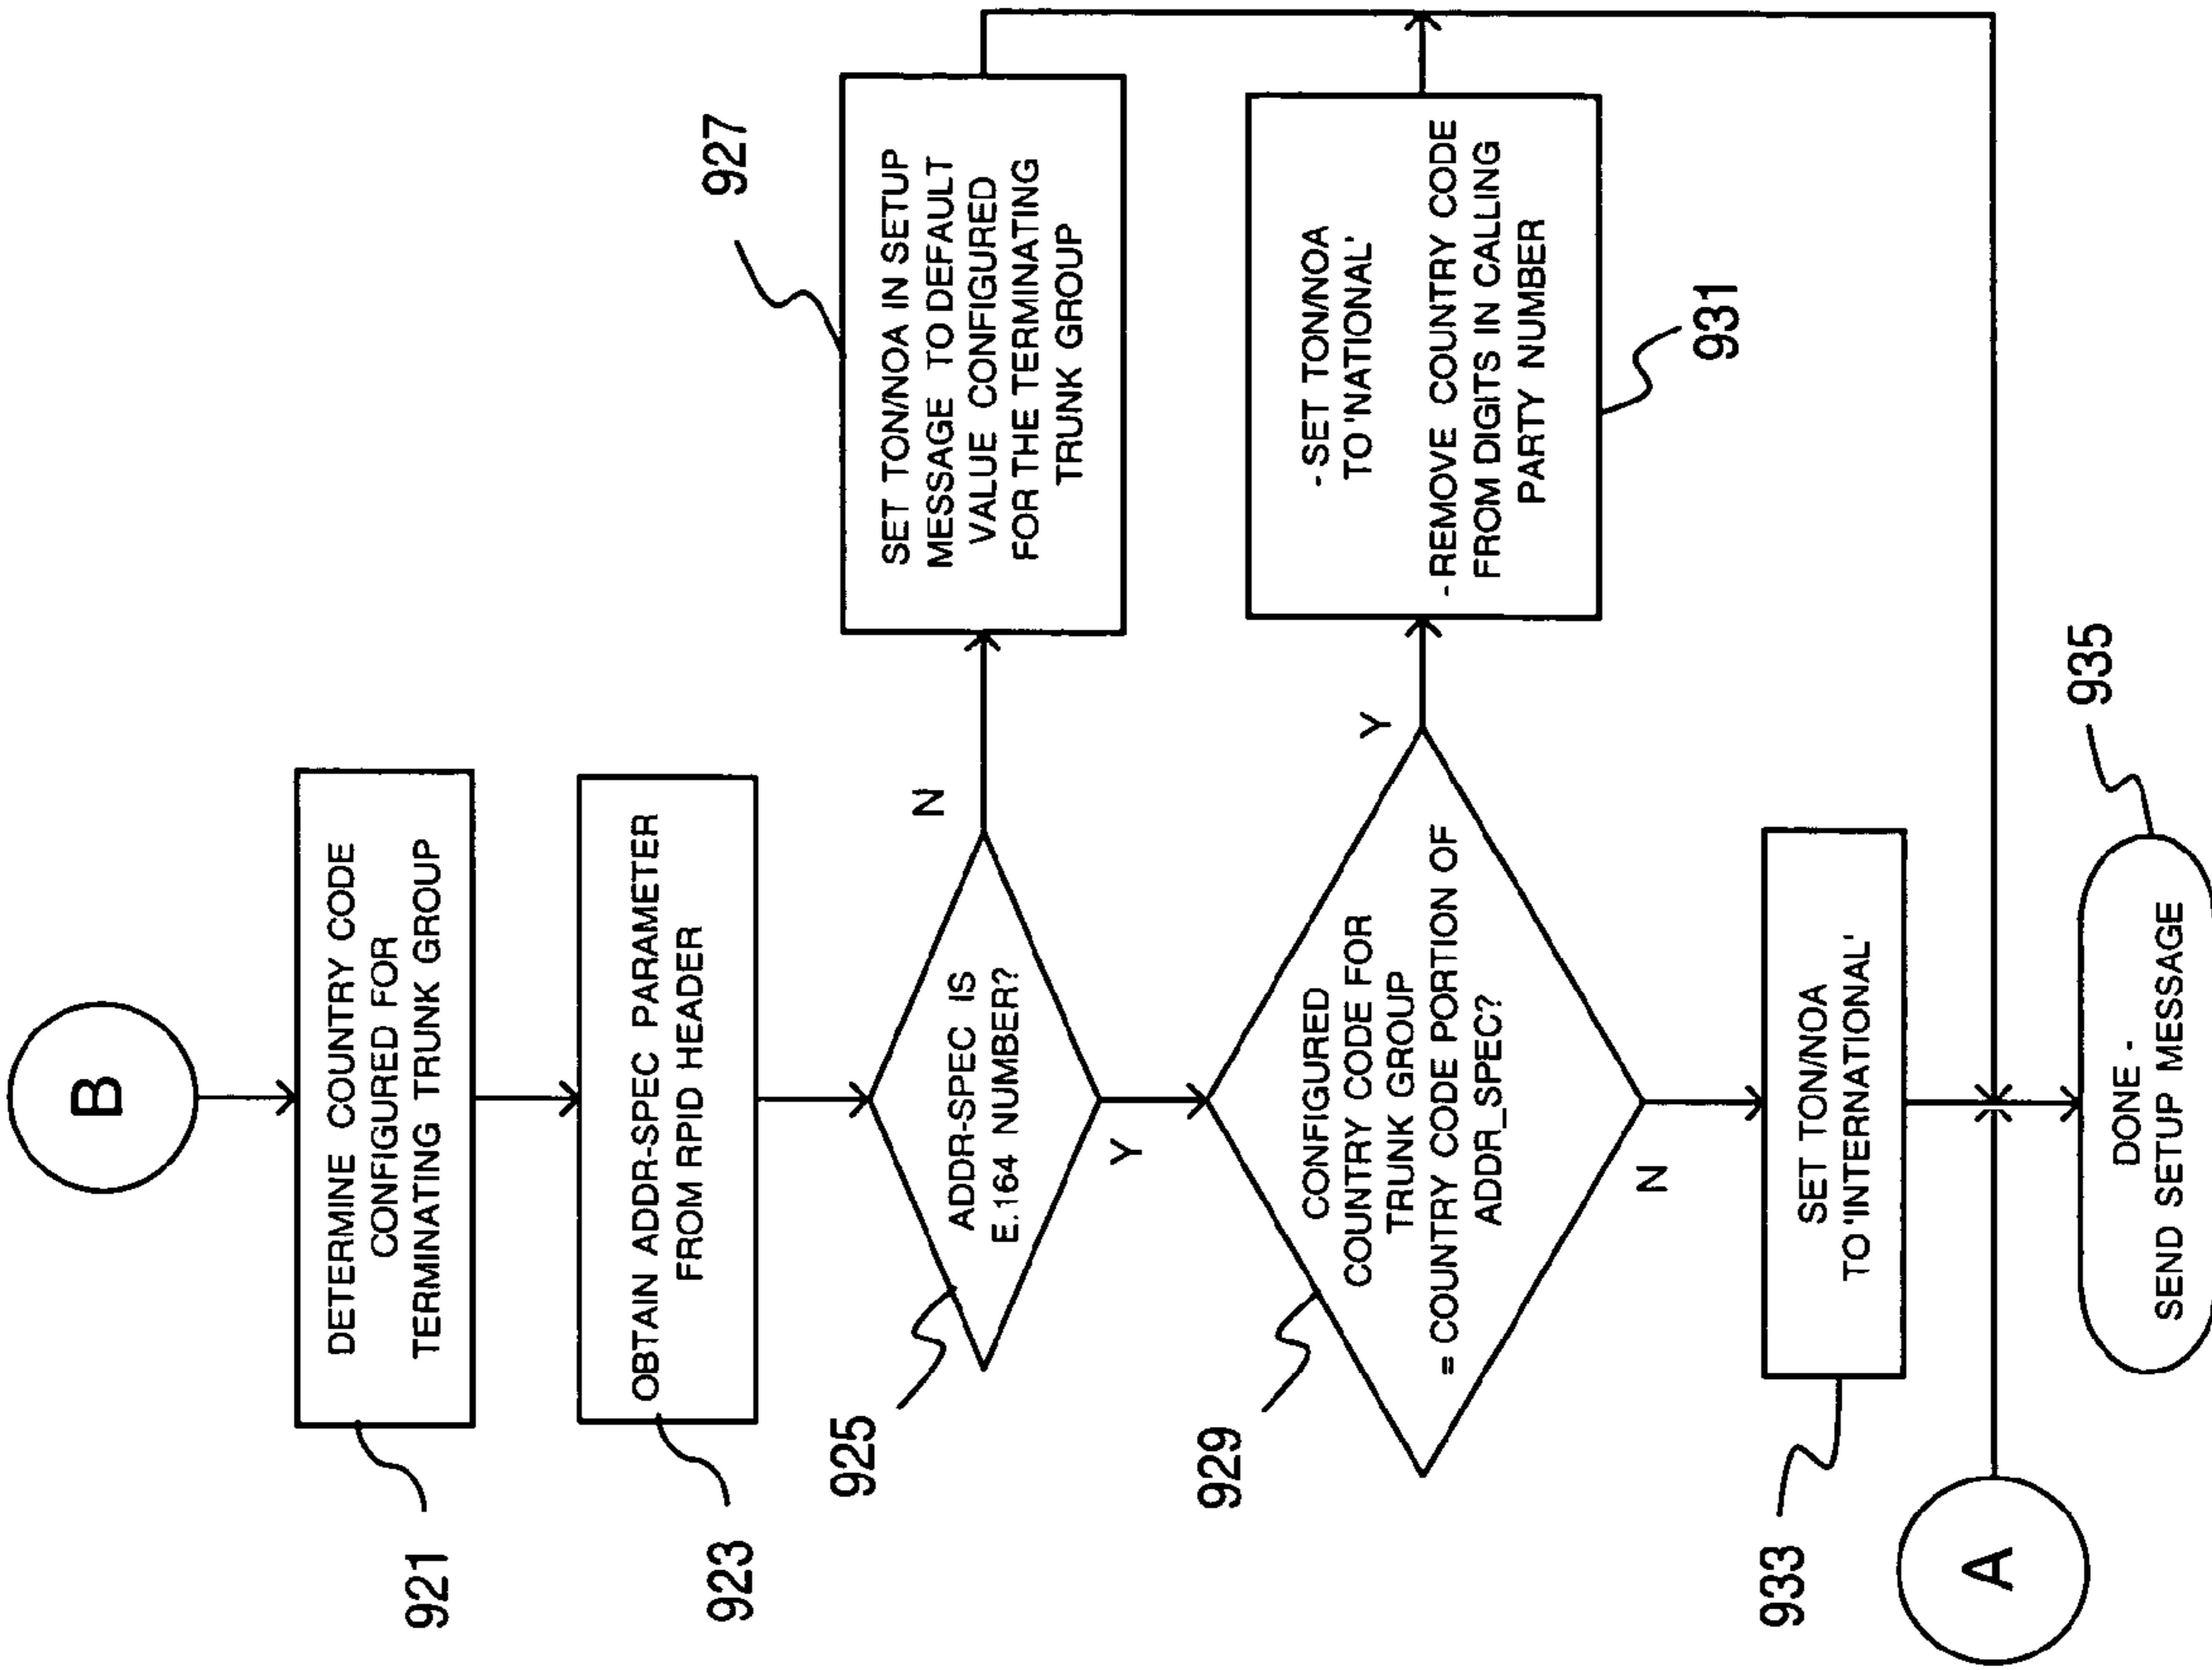 B
DETERMINE COUNTRY CODE
CONFIGURED FOR
TERMINATING TRUNK GROUP
921
OBTAIN ADDR-SPEC PARAMETER
FROM RPID HEADER
923
ADDR-SPEC IS
E.164 NUMBER?
925
N
Y
SET TON/NOA IN SETUP
MESSAGE TO DEFAULT
VALUE CONFIGURED
FOR THE TERMINATING
TRUNK GROUP
927
CONFIGURED
COUNTRY CODE FOR
TRUNK GROUP
= COUNTRY CODE PORTION OF
ADDR_SPEC?
929
Y
N
- SET TON/NOA
TO 'NATIONAL'
- REMOVE COUNTRY CODE
FROM DIGITS IN CALLING
PARTY NUMBER
931
SET TON/NOA
TO 'INTERNATIONAL'
933
A
DONE -
SEND SETUP MESSAGE
935